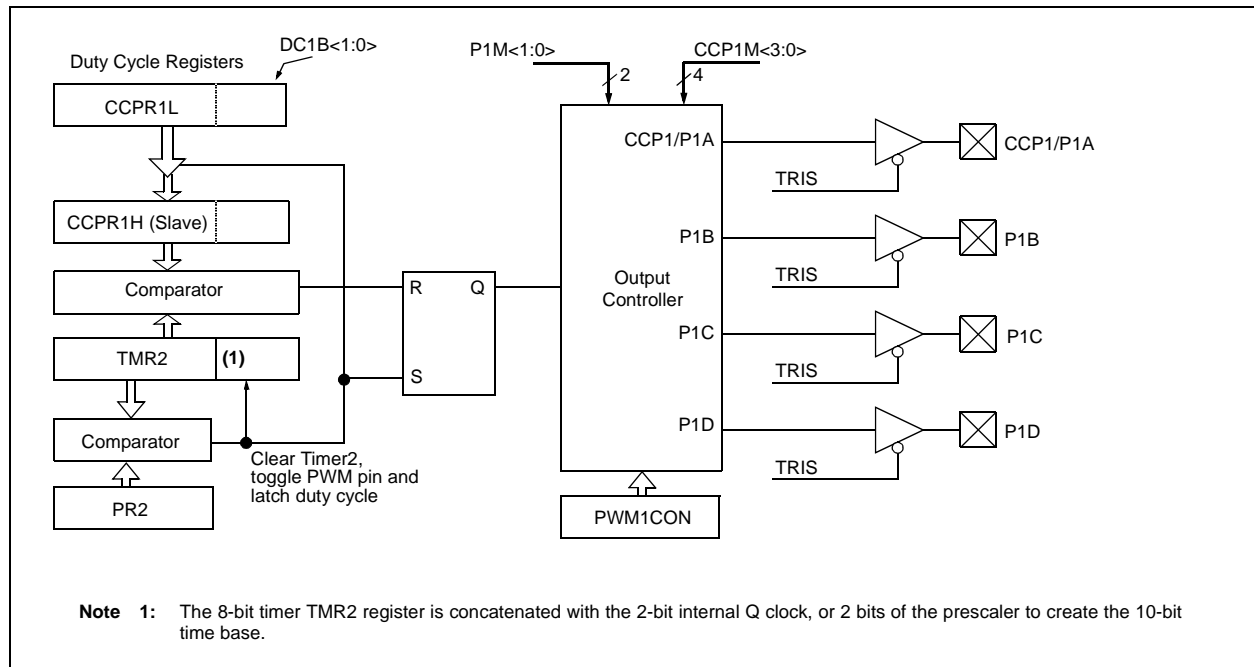 DC1B<1:0>
P1M<1:0>
CCP1M<3:0>
Duty Cycle Registers
2
4
CCPR1L
CCP1/P1A
CCP1/P1A
TRIS
CCPR1H (Slave)
P1B
P1B
TRIS
Comparator
R
Q
Output
Controller
P1C
P1C
TMR2
(1)
TRIS
S
P1D
P1D
Comparator
TRIS
Clear Timer2,
toggle PWM pin and
latch duty cycle
PR2
PWM1CON
Note 1: The 8-bit timer TMR2 register is concatenated with the 2-bit internal Q clock, or 2 bits of the prescaler to create the 10-bit
time base.